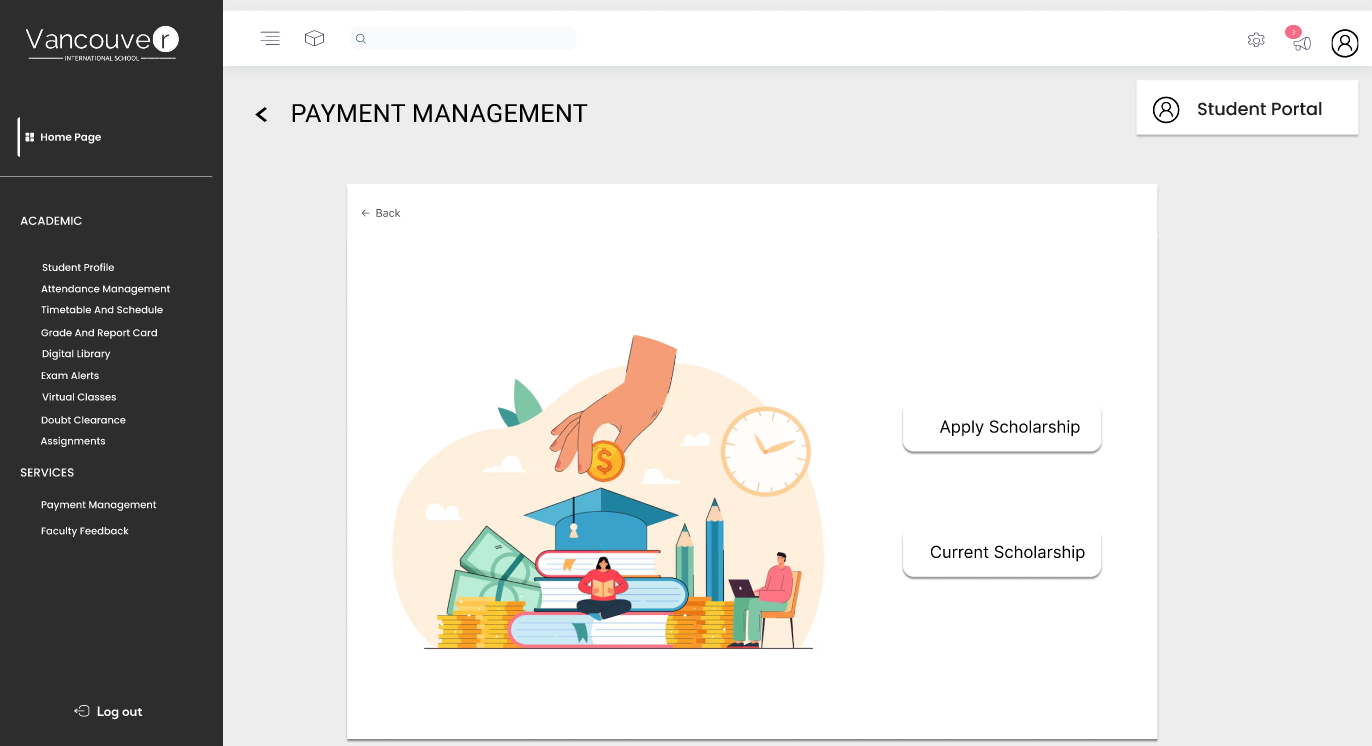 Vancouver
INTERNATIONAL SCHOOL
3
PAYMENT MANAGEMENT
Student Portal
Home Page
Back
ACADEMIC
Student Profile
Attendance Management
Timetable And Schedule
Grade And Report Card
Digital Library
Exam Alerts
Virtual Classes
Doubt Clearance
Assignments
SERVICES
Payment Management
Faculty Feedback
Log out
$
Apply Scholarship
Current Scholarship